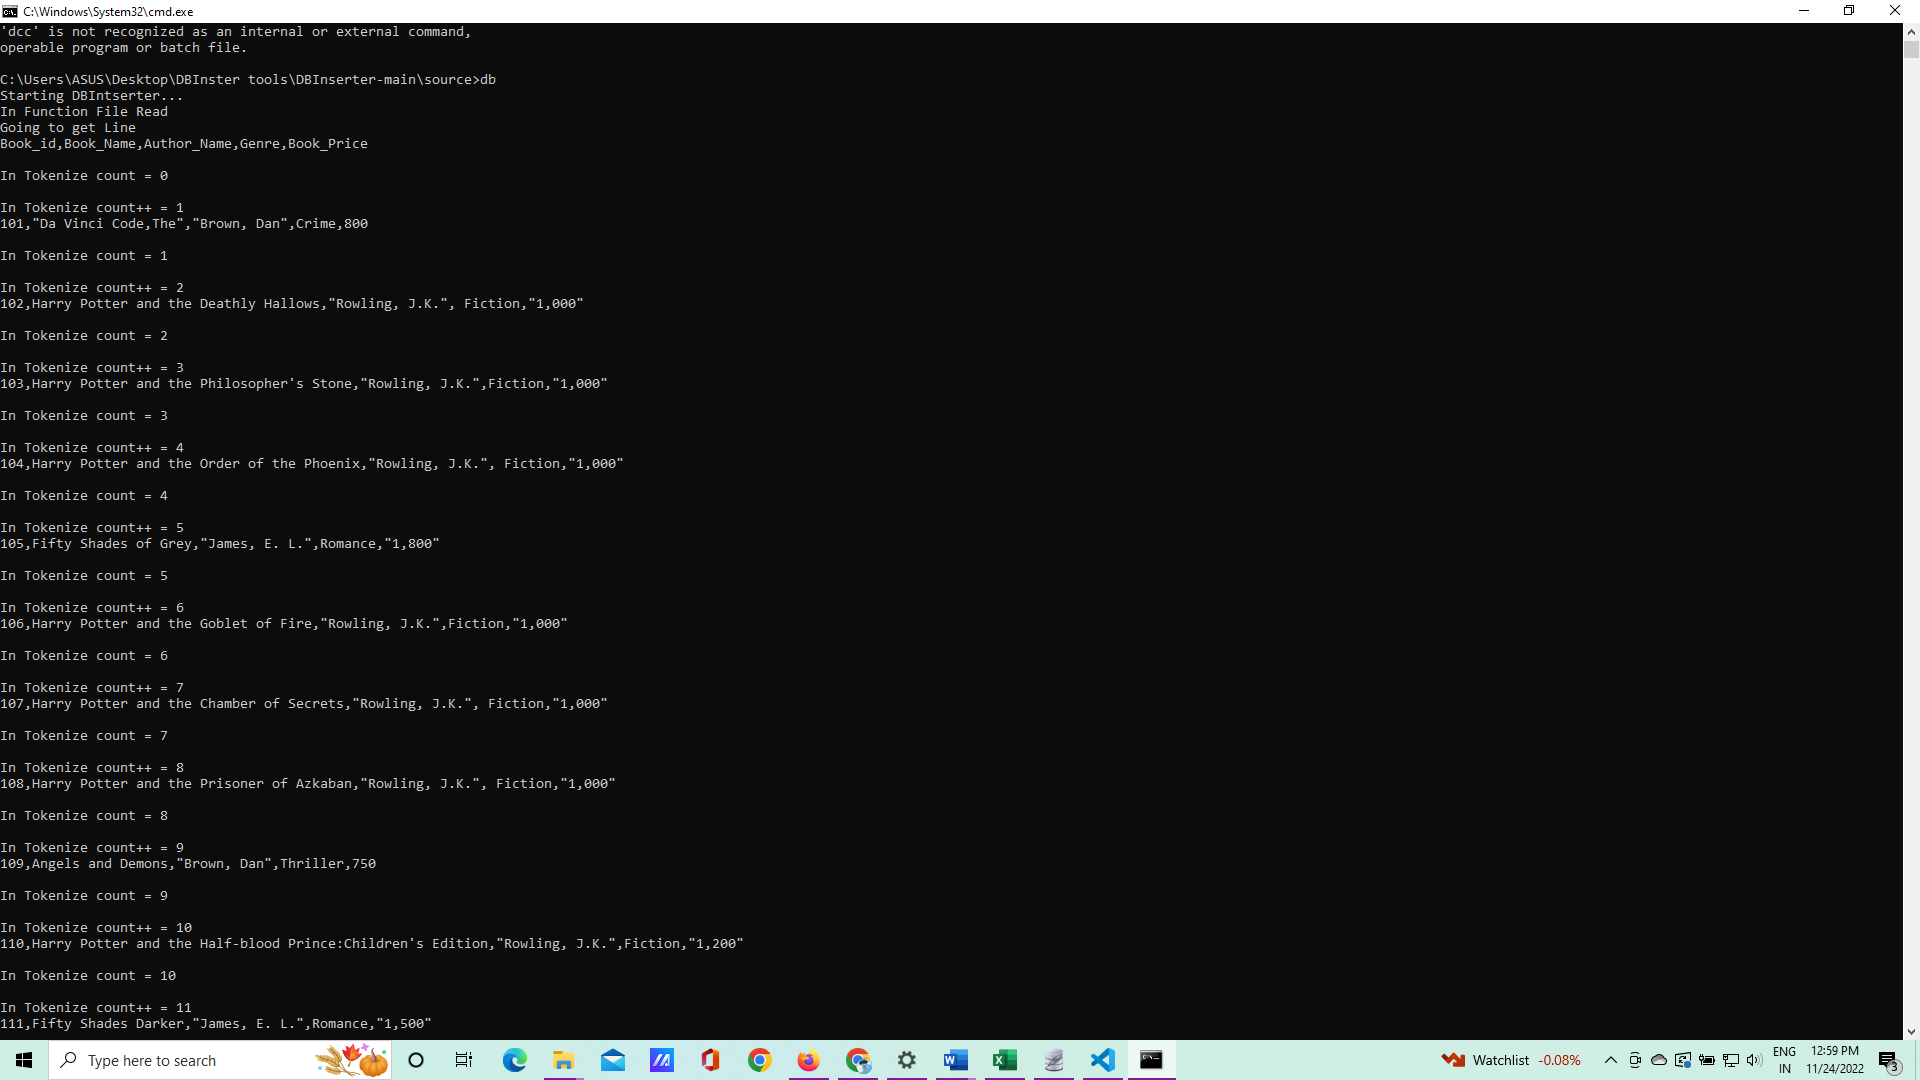 C:\Windows\System32\cmd.exe
'dcc' is not recognized as an internal or external command,
operable program or batch file.
C:\Users\ASUS\Desktop\DBInster tools\DBInserter-main\source>db
Starting DBIntserter...
In Function File Read
Going to get Line
Book_id,Book_Name,Author_Name,Genre,Book_Price
In Tokenize count = 0
In Tokenize count++ = 1
101,"Da Vinci Code,The","Brown, Dan",Crime,800
In Tokenize count = 1
In Tokenize count++ = 2
102,Harry Potter and the Deathly Hallows,"Rowling, J.K.", Fiction,"1,000"
In Tokenize count = 2
In Tokenize count++ = 3
103,Harry Potter and the Philosopher's Stone,"Rowling, J.K.",Fiction,"1,000"
In Tokenize count = 3
In Tokenize count++ = 4
104,Harry Potter and the Order of the Phoenix,"Rowling, J.K.", Fiction,"1,000"
In Tokenize count = 4
In Tokenize count++ = 5
105,Fifty Shades of Grey,"James, E. L.",Romance,"1,800"
In Tokenize count = 5
In Tokenize count++ = 6
106,Harry Potter and the Goblet of Fire,"Rowling, J.K.",Fiction,"1,000"
In Tokenize count = 6
In Tokenize count++ = 7
107,Harry Potter and the Chamber of Secrets,"Rowling, J.K.", Fiction,"1,000"
In Tokenize count = 7
In Tokenize count++ = 8
108,Harry Potter and the Prisoner of Azkaban,"Rowling, J.K.", Fiction,"1,000"
In Tokenize count = 8
In Tokenize count++ = 9
109,Angels and Demons,"Brown, Dan",Thriller,750
In Tokenize count = 9
In Tokenize count++ = 10
110,Harry Potter and the Half-blood Prince:Children's Edition,"Rowling, J.K.",Fiction,"1,200"
In Tokenize count = 10
In Tokenize count++ = 11
111,Fifty Shades Darker,"James, E. L.",Romance,"1,500"
Type here to search
Watchlist -0.08%
ENG
IN
12:59 PM
11/24/2022
3